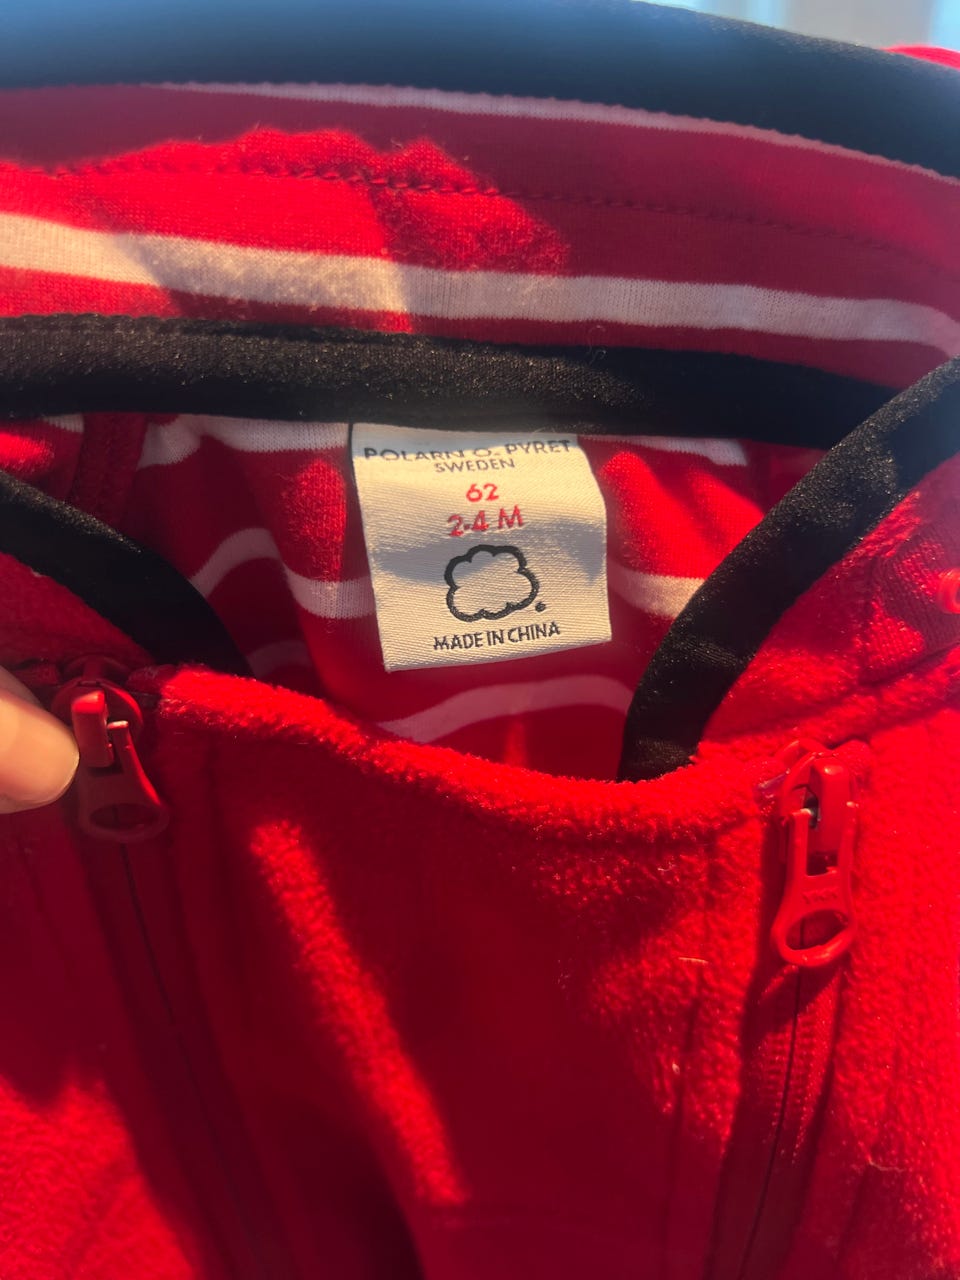 POLARN O. PYRET
SWEDEN
62
2-4 M
MADE IN CHINA